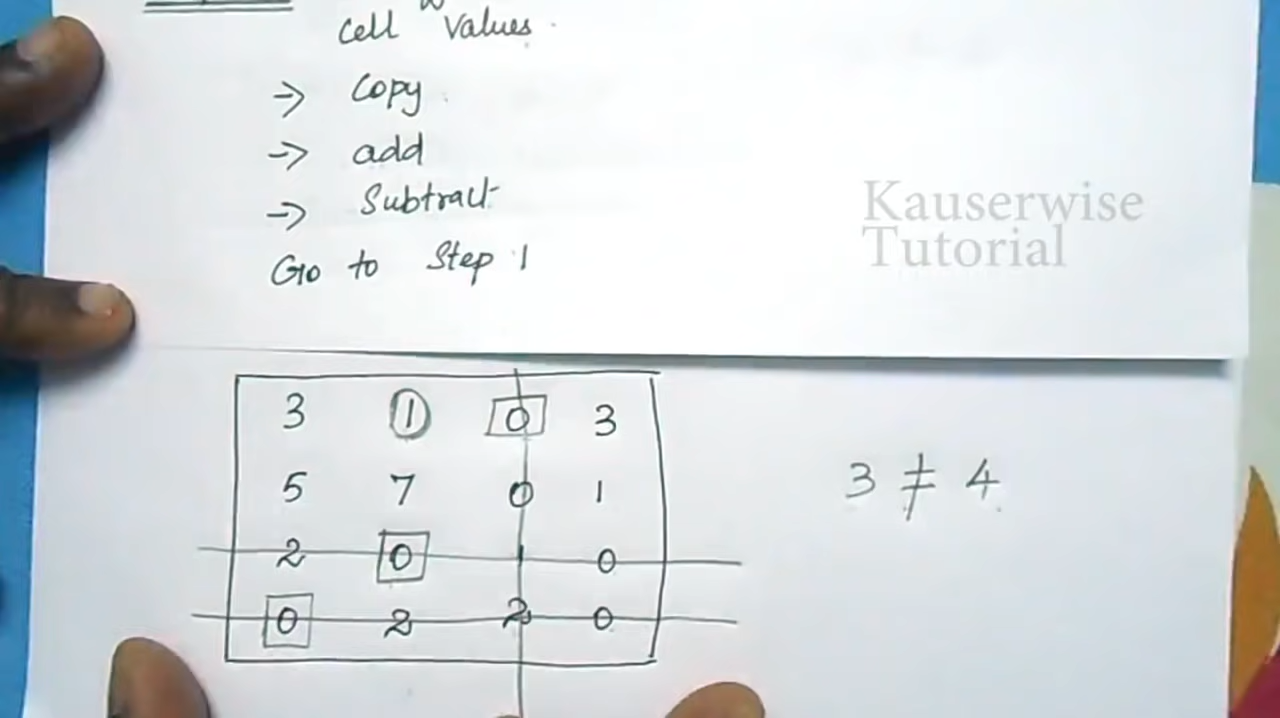 Cell Values.
→ Copy.
→ add
→ Subtract
Kauserwise
Tutorial
Go to Step 1
3 1 0 3
5 7 0 1
3 ≠ 4
2 0 1 0
0 2 2 0